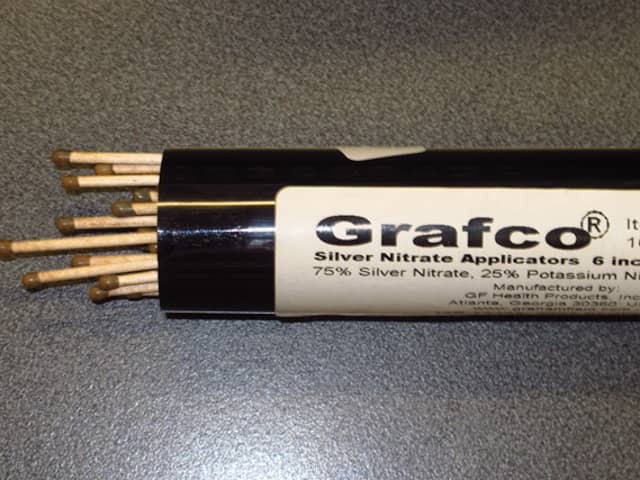 Grafco®
Silver Nitrate Applicators 6 inc
75% Silver Nitrate, 25% Potassium Ni
Manufactured by:
GF Health Products, Inc
Atlanta, Georgia 30360